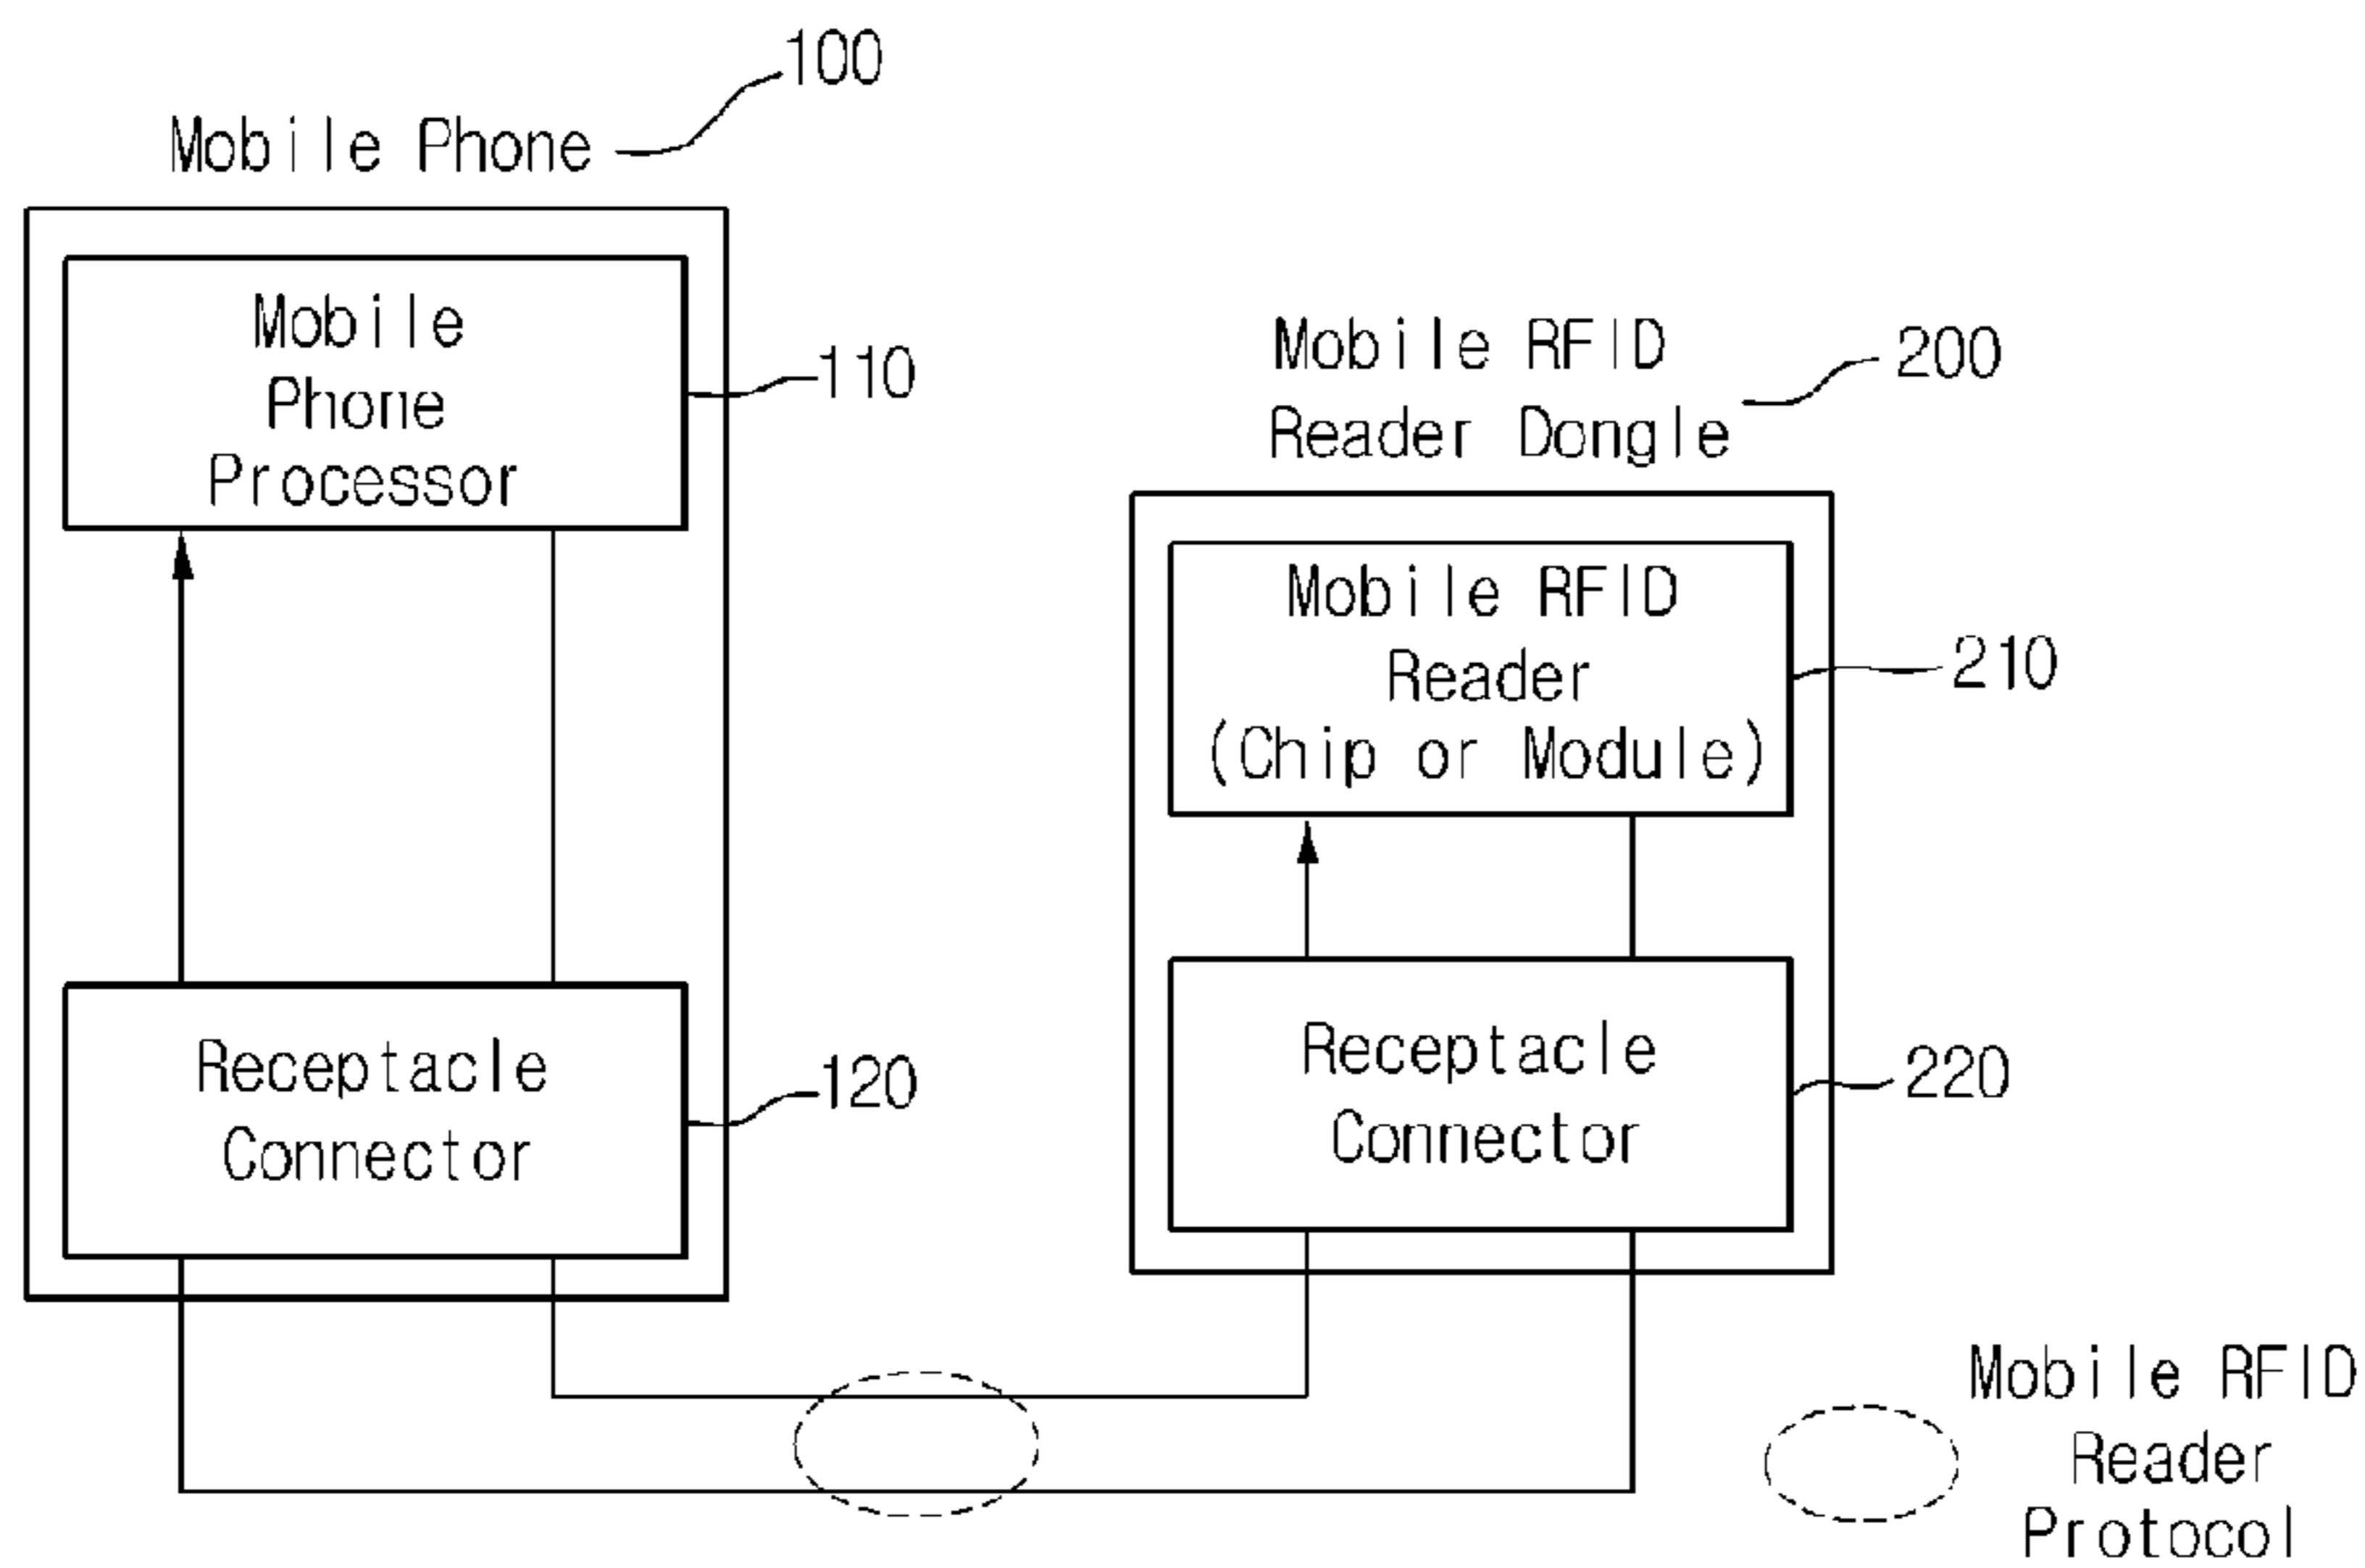 100
Mobile Phone
Mobile
Phone
Processor
110
Receptacle
Connector
120
Mobile RFID
Reader Dongle
200
Mobile RFID
Reader
(Chip or Module)
210
Receptacle
Connector
220
Mobile RFID
Reader
Protocol